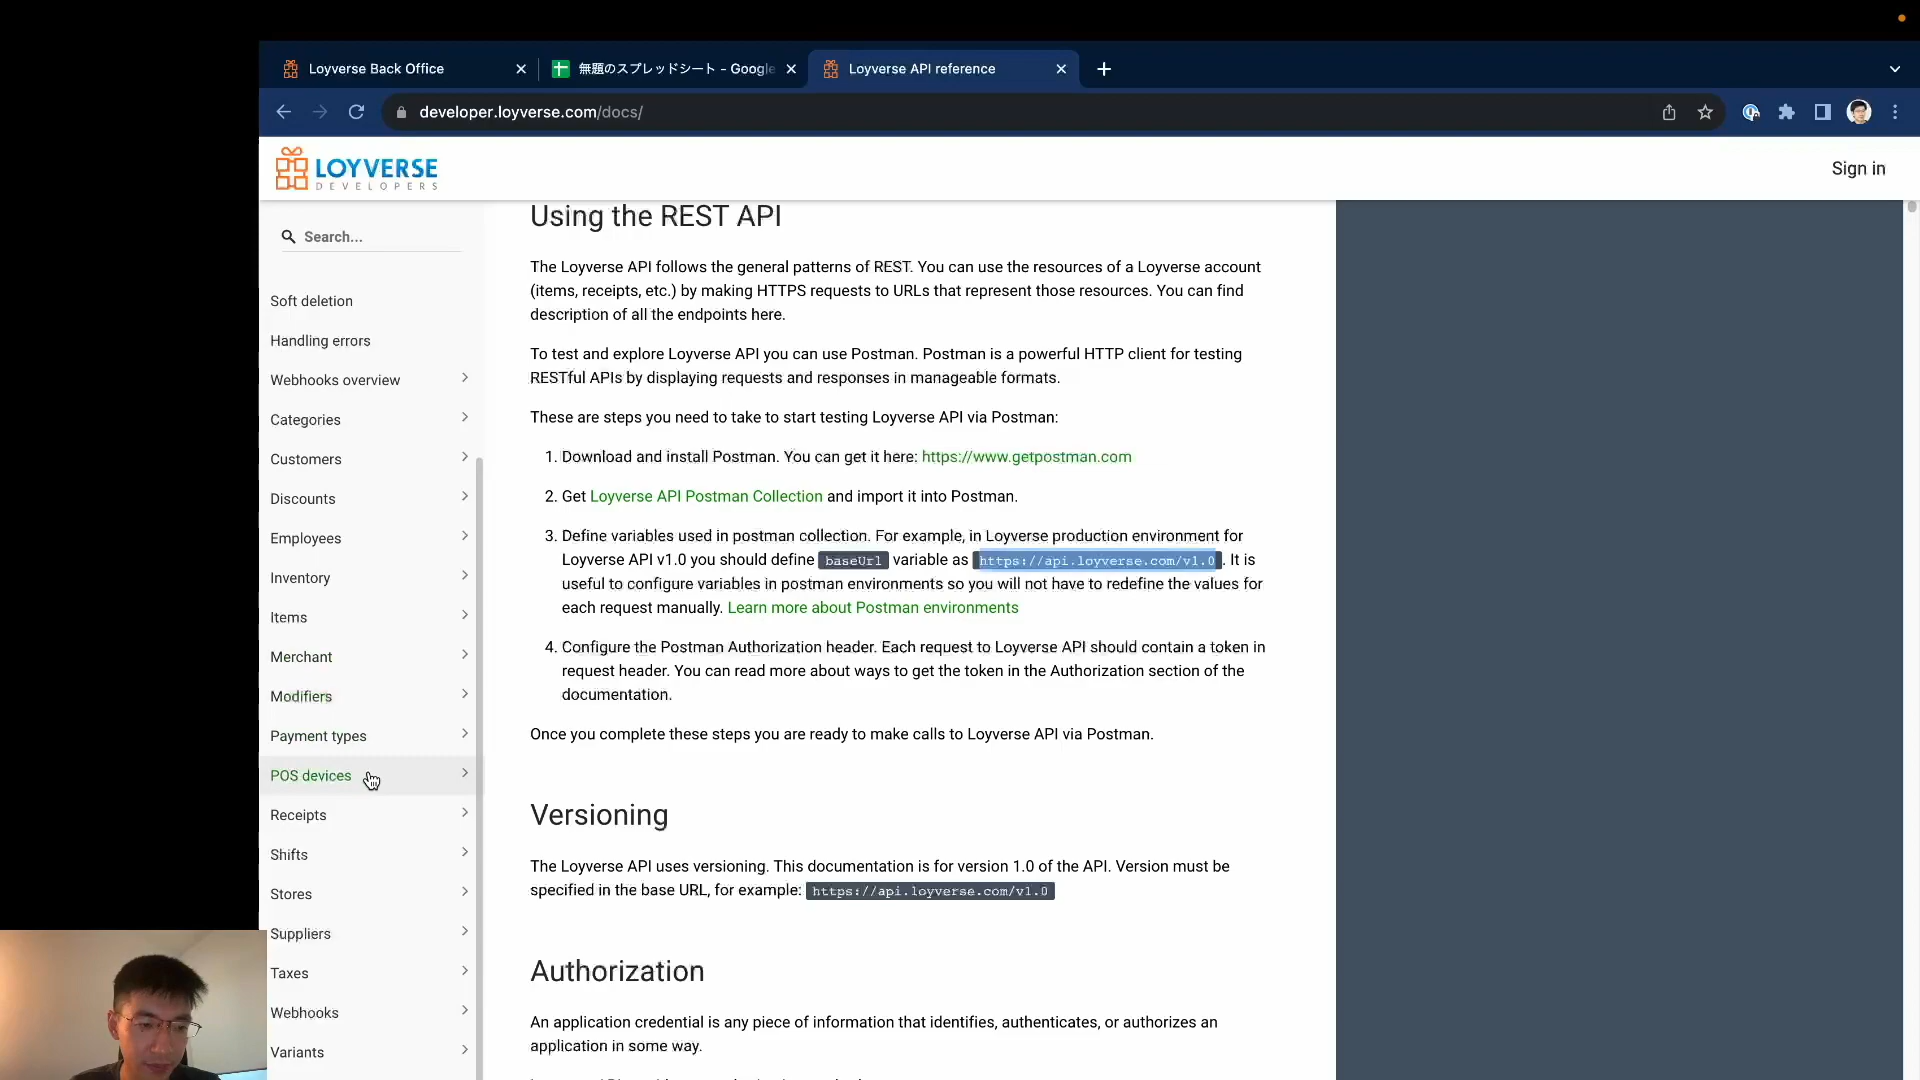 Loyverse Back Office
無題のスプレッドシート - Google
Loyverse API reference
developer.loyverse.com/docs/
LOYVERSE
DEVELOPERS
Sign in
Search...
Soft deletion
Handling errors
Webhooks overview
Categories
Customers
Discounts
Employees
Inventory
Items
Merchant
Modifiers
Payment types
POS devices
Receipts
Shifts
Stores
Suppliers
Taxes
Webhooks
Variants
Using the REST API
The Loyverse API follows the general patterns of REST. You can use the resources of a Loyverse account
(items, receipts, etc.) by making HTTPS requests to URLs that represent those resources. You can find
description of all the endpoints here.
To test and explore Loyverse API you can use Postman. Postman is a powerful HTTP client for testing
RESTful APIs by displaying requests and responses in manageable formats.
These are steps you need to take to start testing Loyverse API via Postman:
1. Download and install Postman. You can get it here: https://www.getpostman.com
2. Get Loyverse API Postman Collection and import it into Postman.
3. Define variables used in postman collection. For example, in Loyverse production environment for
Loyverse API v1.0 you should define baseUrl variable as https://api.loyverse.com/v1.0 . It is
useful to configure variables in postman environments so you will not have to redefine the values for
each request manually. Learn more about Postman environments
4. Configure the Postman Authorization header. Each request to Loyverse API should contain a token in
request header. You can read more about ways to get the token in the Authorization section of the
documentation.
Once you complete these steps you are ready to make calls to Loyverse API via Postman.
Versioning
The Loyverse API uses versioning. This documentation is for version 1.0 of the API. Version must be
specified in the base URL, for example: https://api.loyverse.com/v1.0
Authorization
An application credential is any piece of information that identifies, authenticates, or authorizes an
application in some way.